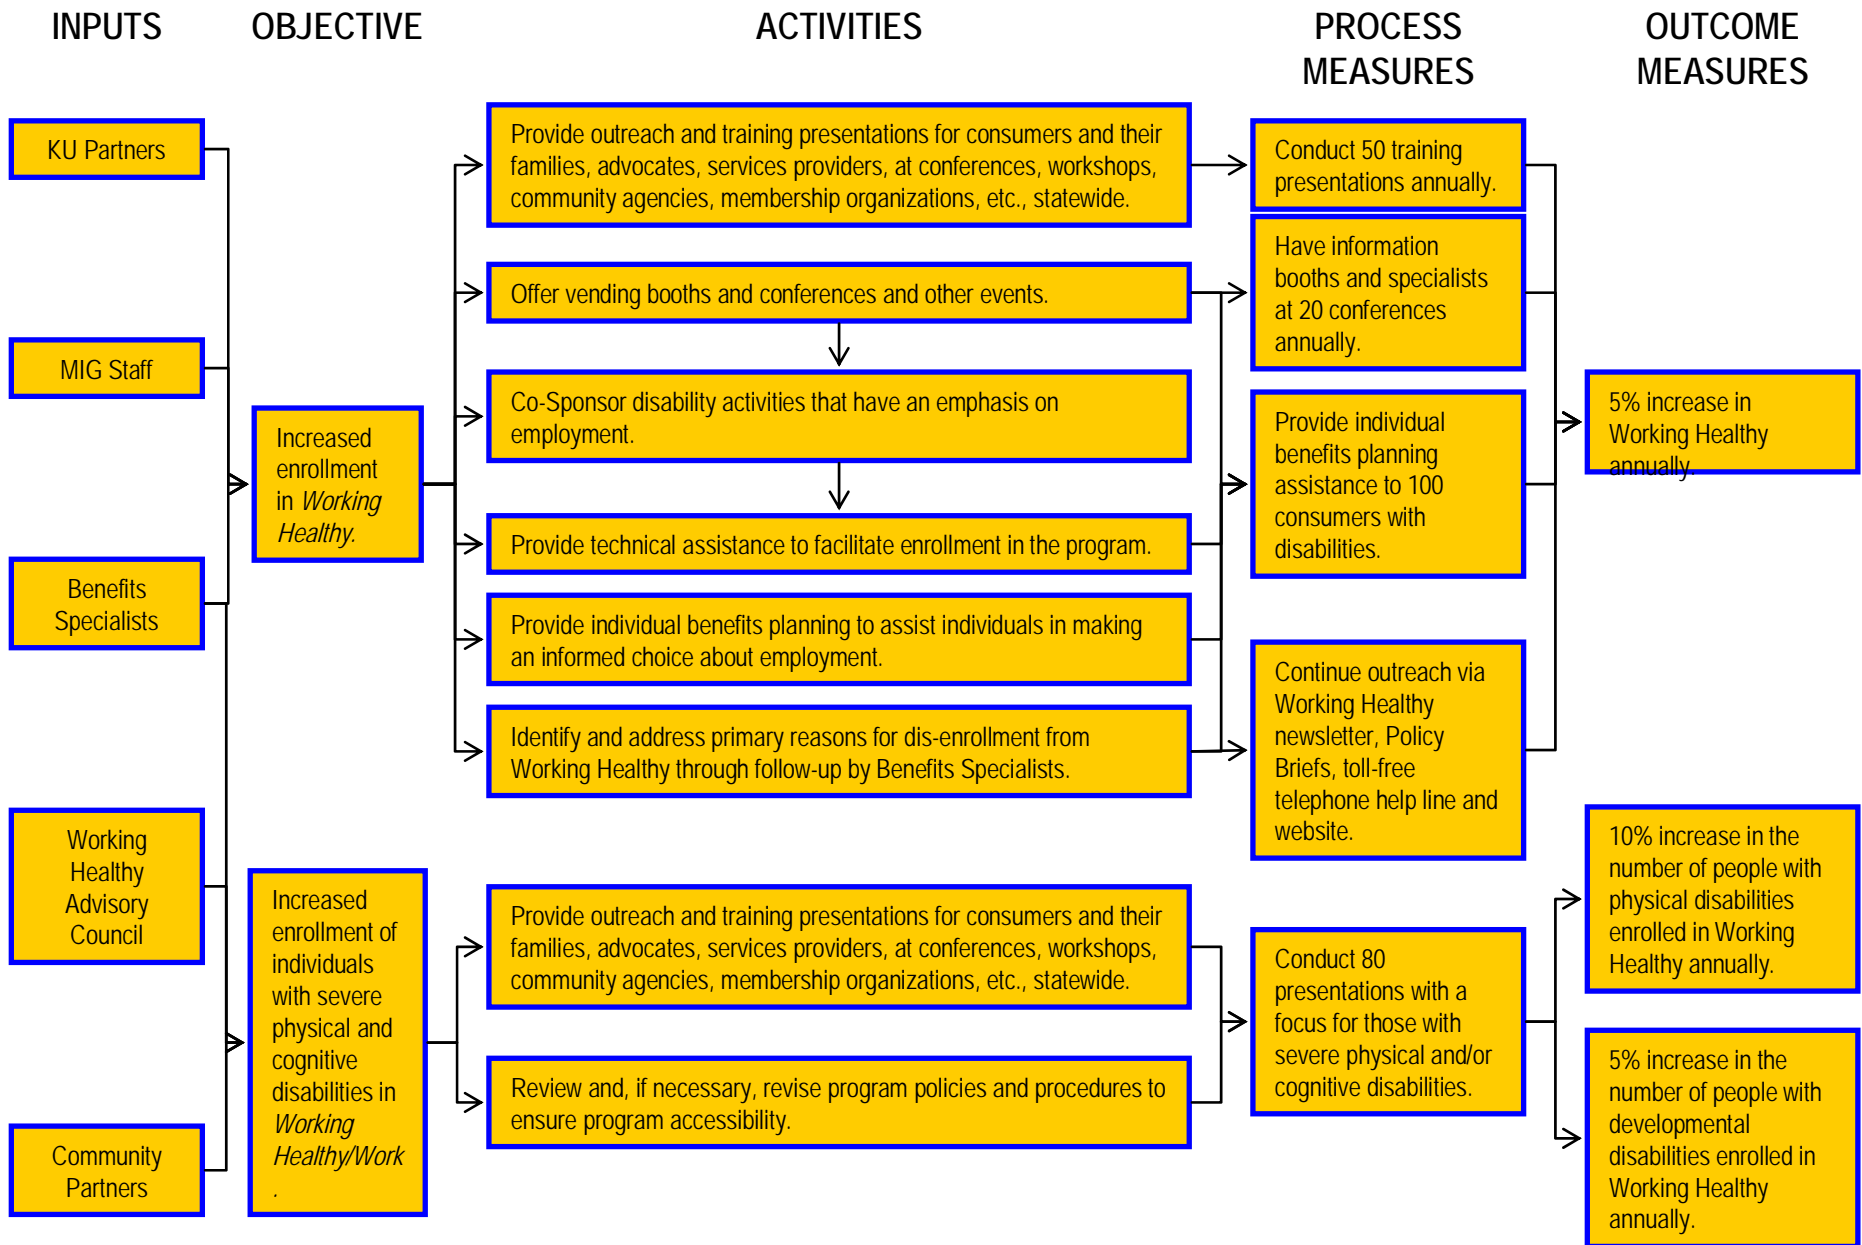 INPUTS
OBJECTIVE
ACTIVITIES
PROCESS
MEASURES
OUTCOME
MEASURES
KU Partners
MIG Staff
Benefits
Specialists
Working
Healthy
Advisory
Council
Community
Partners
Increased
enrollment
in Working
Healthy.
Increased
enrollment of
individuals
with severe
physical and
cognitive
disabilities in
Working
Healthy/Work
.
Provide outreach and training presentations for consumers and their
families, advocates, services providers, at conferences, workshops,
community agencies, membership organizations, etc., statewide.
Offer vending booths and conferences and other events.
Co-Sponsor disability activities that have an emphasis on
employment.
Provide technical assistance to facilitate enrollment in the program.
Provide individual benefits planning to assist individuals in making
an informed choice about employment.
Identify and address primary reasons for dis-enrollment from
Working Healthy through follow-up by Benefits Specialists.
Provide outreach and training presentations for consumers and their
families, advocates, services providers, at conferences, workshops,
community agencies, membership organizations, etc., statewide.
Review and, if necessary, revise program policies and procedures to
ensure program accessibility.
Conduct 50 training
presentations annually.
Have information
booths and specialists
at 20 conferences
annually.
Provide individual
benefits planning
assistance to 100
consumers with
disabilities.
Continue outreach via
Working Healthy
newsletter, Policy
Briefs, toll-free
telephone help line and
website.
Conduct 80
presentations with a
focus for those with
severe physical and/or
cognitive disabilities.
5% increase in
Working Healthy
annually.
10% increase in the
number of people with
physical disabilities
enrolled in Working
Healthy annually.
5% increase in the
number of people with
developmental
disabilities enrolled in
Working Healthy
annually.